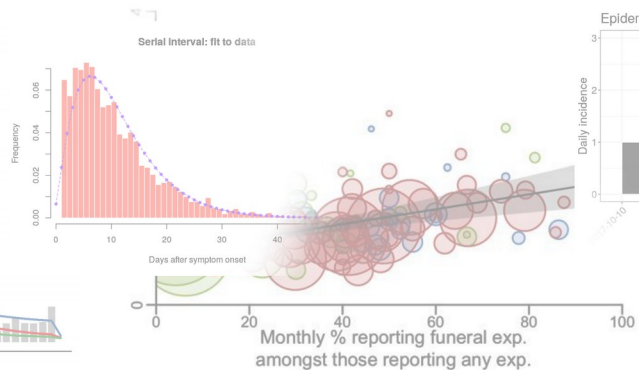 Serial Interval: fit to data
Epidem
3
2
1
0
Daily incidence
Frequency
0.06
0.04
0.02
0.00
0
10
20
30
40
Days after symptom onset
0
0
20
40
60
80
100
Monthly % reporting funeral exp.
amongst those reporting any exp.